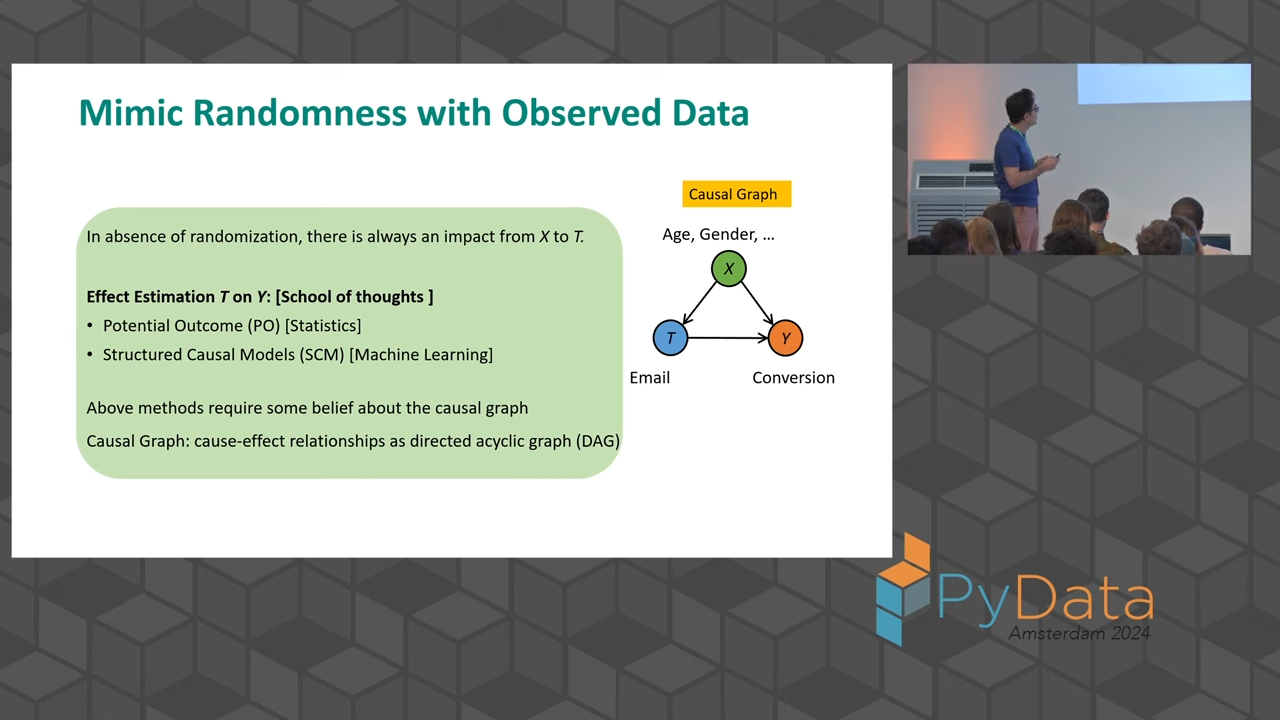 Mimic Randomness with Observed Data
In absence of randomization, there is always an impact from X to T.
Effect Estimation T on Y: [School of thoughts ]
• Potential Outcome (PO) [Statistics]
• Structured Causal Models (SCM) [Machine Learning]
Above methods require some belief about the causal graph
Causal Graph: cause-effect relationships as directed acyclic graph (DAG)
Causal Graph
Age, Gender, ...
X
T
Y
Email
Conversion
PyData
Amsterdam 2024